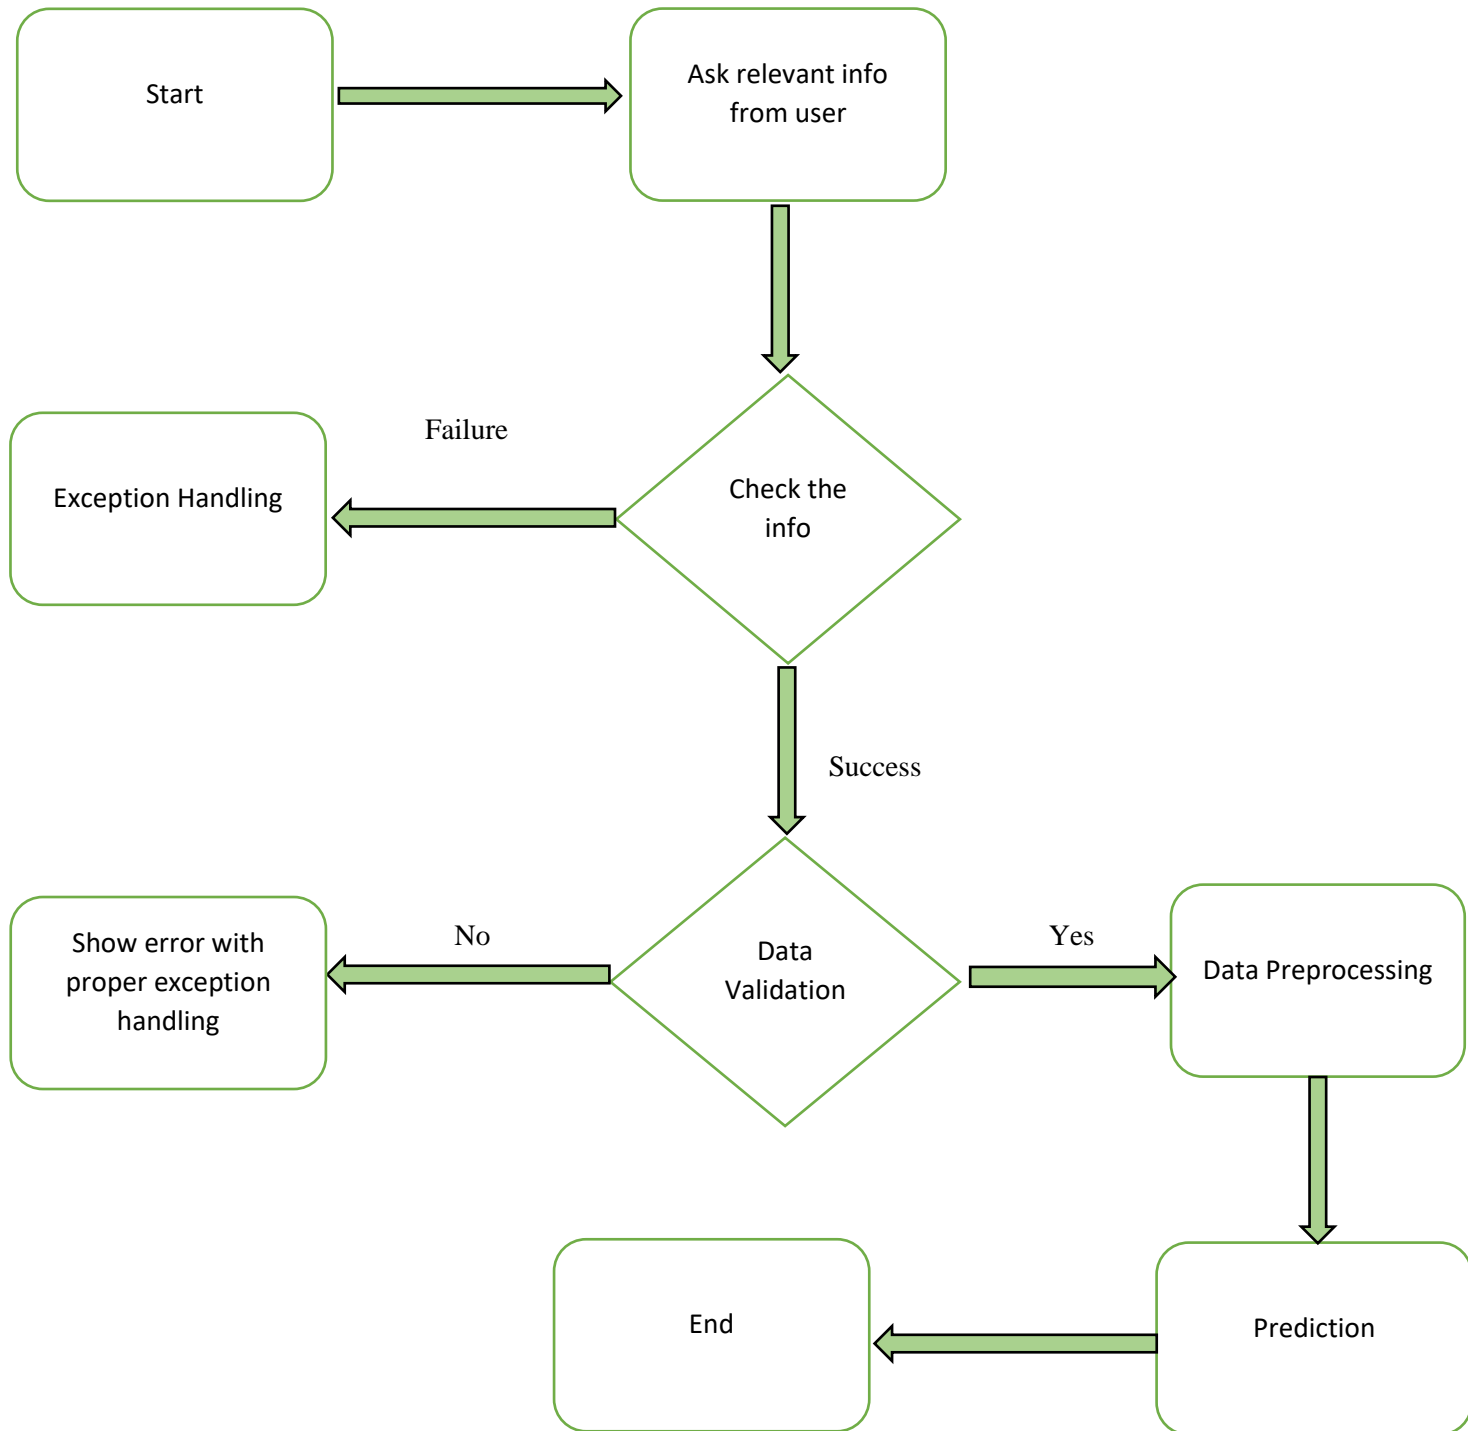 Start
Ask relevant info
from user
Failure
Exception Handling
Check the
info
Success
No
Yes
Show error with
proper exception
handling
Data
Validation
Data Preprocessing
End
Prediction